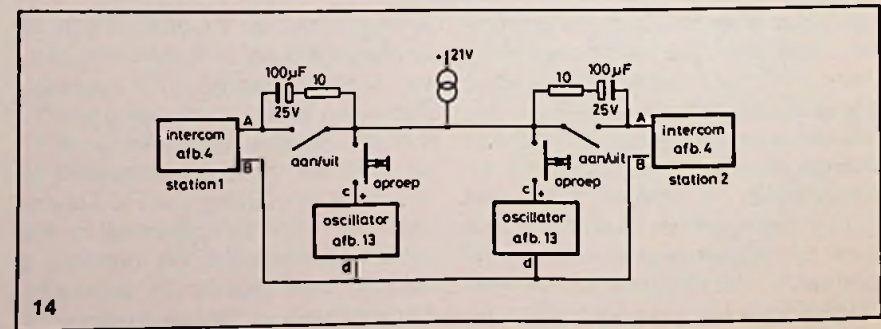 +21V
100µF
10
25V
A
intercom
afb.4
B
station 1
aan/uit
oproep
c
+
oscillator
afb.13
d
10
100µF
25V
A
intercom
afb.4
B
station 2
aan/uit
oproep
c
+
oscillator
afb.13
d
14